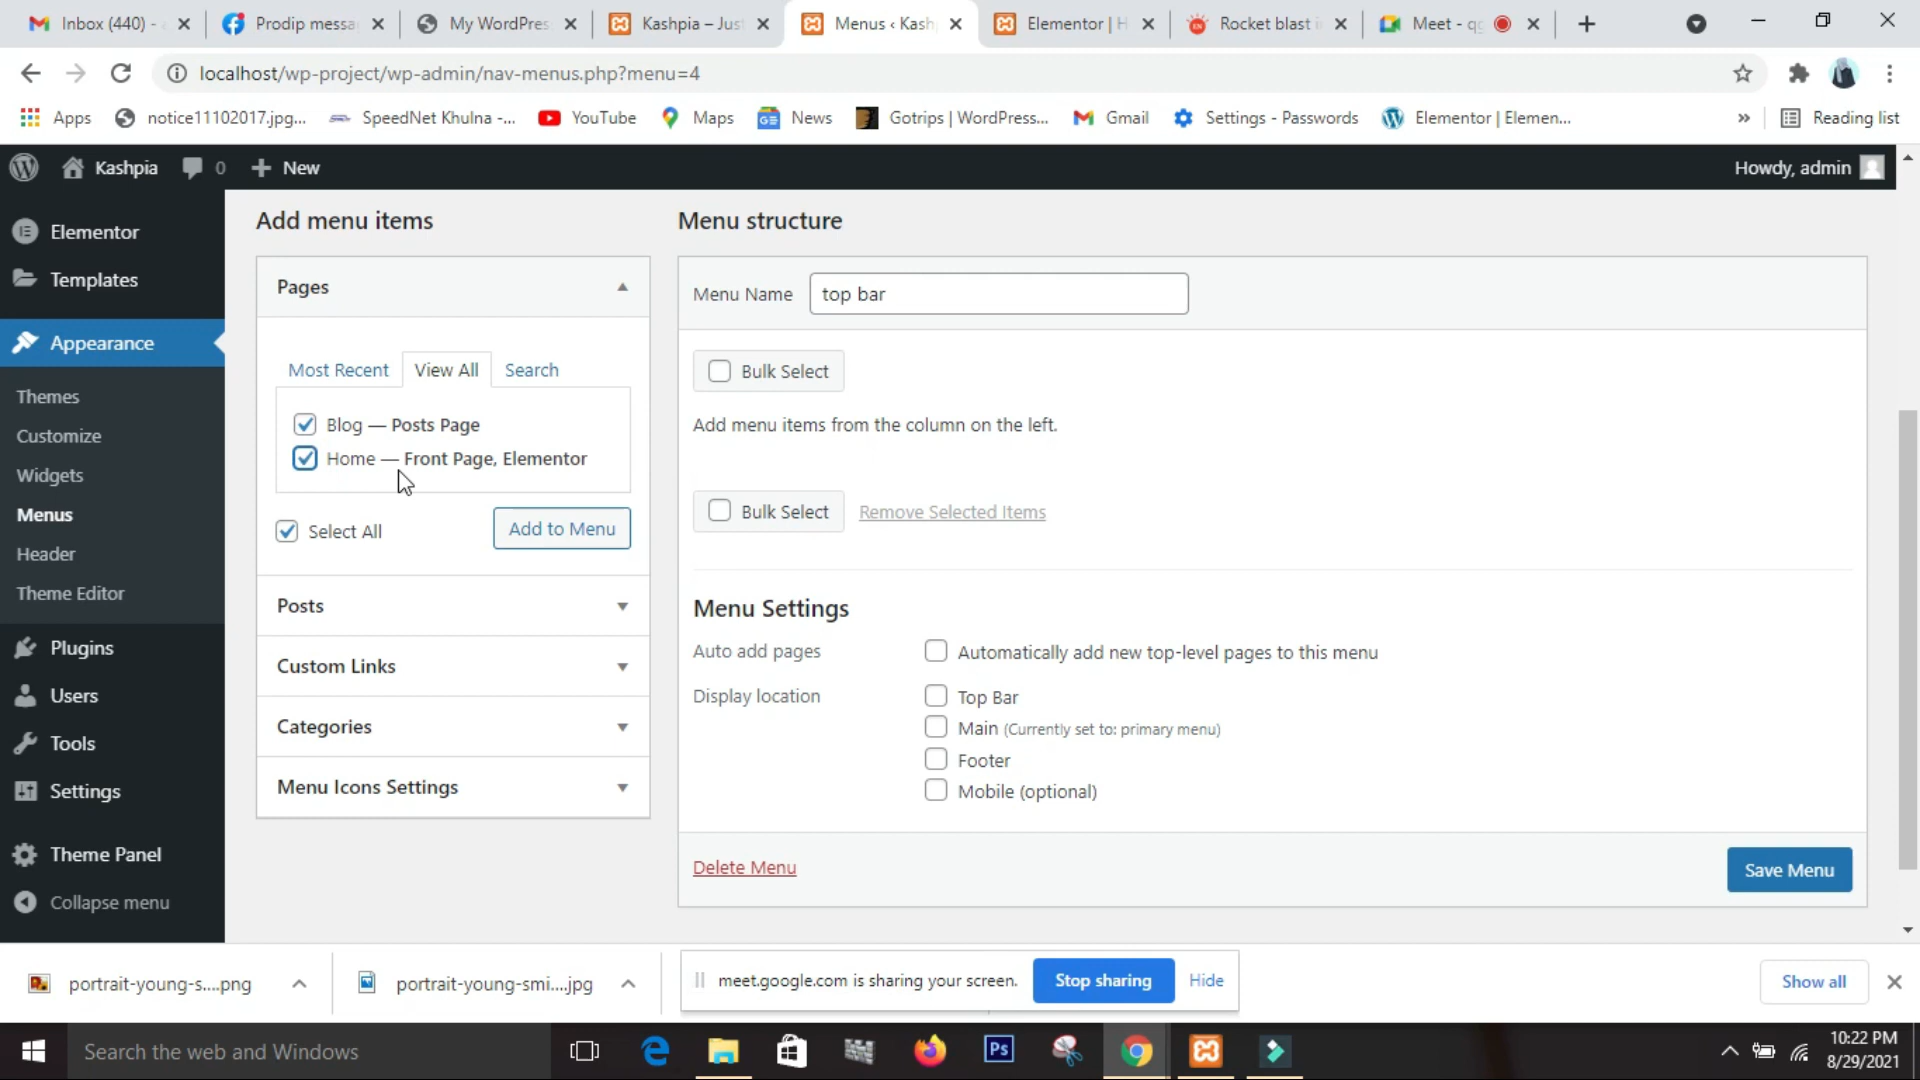 Inbox (440) -
Prodip messa
My WordPres
Kashpia – Just
Menus ‹ Kash
Elementor | H
Rocket blast i
Meet - qg
localhost/wp-project/wp-admin/nav-menus.php?menu=4
Apps
notice11102017.jpg...
SpeedNet Khulna -...
YouTube
Maps
News
Gotrips | WordPress...
Gmail
Settings - Passwords
Elementor | Elemen...
»
Reading list
Kashpia
0
New
Howdy, admin
Elementor
Templates
Appearance
Themes
Customize
Widgets
Menus
Header
Theme Editor
Plugins
Users
Tools
Settings
Theme Panel
Collapse menu
Add menu items
Pages
Most Recent
View All
Search
Blog — Posts Page
Home — Front Page, Elementor
Select All
Add to Menu
Posts
Custom Links
Categories
Menu Icons Settings
Menu structure
Menu Name
top bar
Bulk Select
Add menu items from the column on the left.
Bulk Select
Remove Selected Items
Menu Settings
Auto add pages
Automatically add new top-level pages to this menu
Display location
Top Bar
Main (Currently set to: primary menu)
Footer
Mobile (optional)
Delete Menu
Save Menu
portrait-young-s....png
portrait-young-smi....jpg
meet.google.com is sharing your screen.
Stop sharing
Hide
Show all
Search the web and Windows
Ps
10:22 PM
8/29/2021